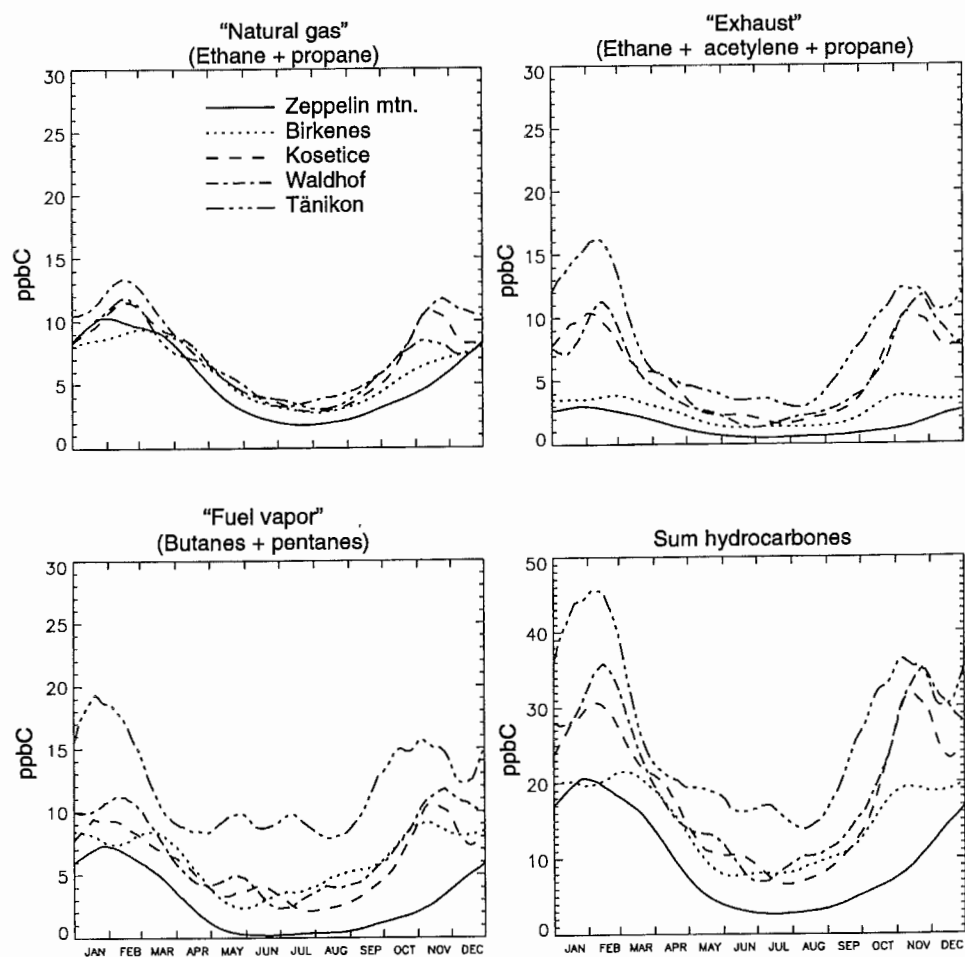 "Natural gas"
(Ethane + propane)
30
25
20
15
10
5
0
ppbC
Zeppelin mtn.
Birkenes
Kosetice
Waldhof
Tänikon
"Exhaust"
(Ethane + acetylene + propane)
30
25
20
15
10
5
0
ppbC
"Fuel vapor"
(Butanes + pentanes)
30
25
20
15
10
5
0
ppbC
JAN FEB MAR APR MAY JUN JUL AUG SEP OCT NOV DEC
Sum hydrocarbones
50
40
30
20
10
0
ppbC
JAN FEB MAR APR MAY JUN JUL AUG SEP OCT NOV DEC